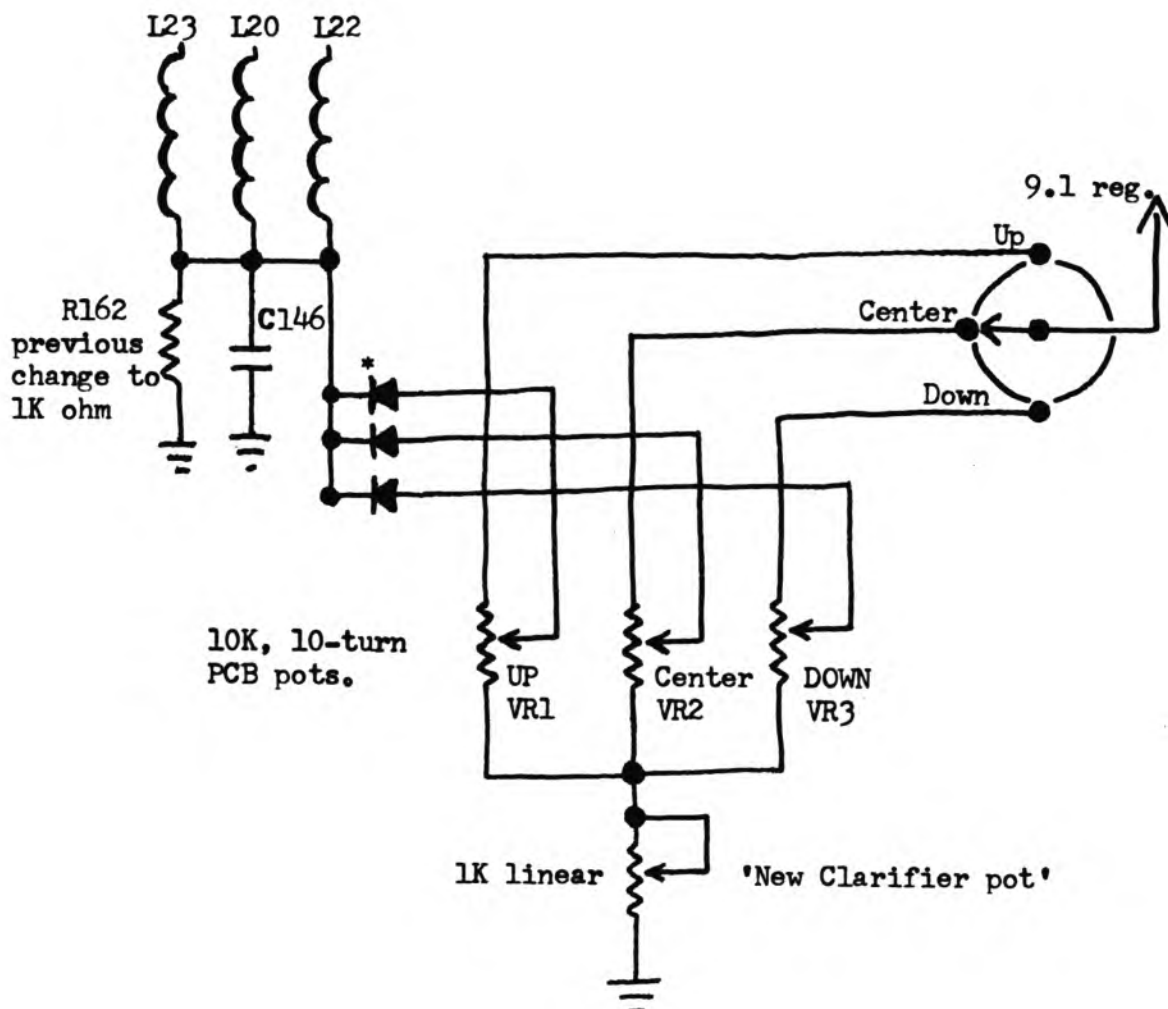 L23 L20 L22
9.1 reg.
Up
Center
Down
R162
previous
change to
1K ohm
C146
*
10K, 10-turn
PCB pots.
UP
VR1
Center
VR2
DOWN
VR3
1K linear
'New Clarifier pot'